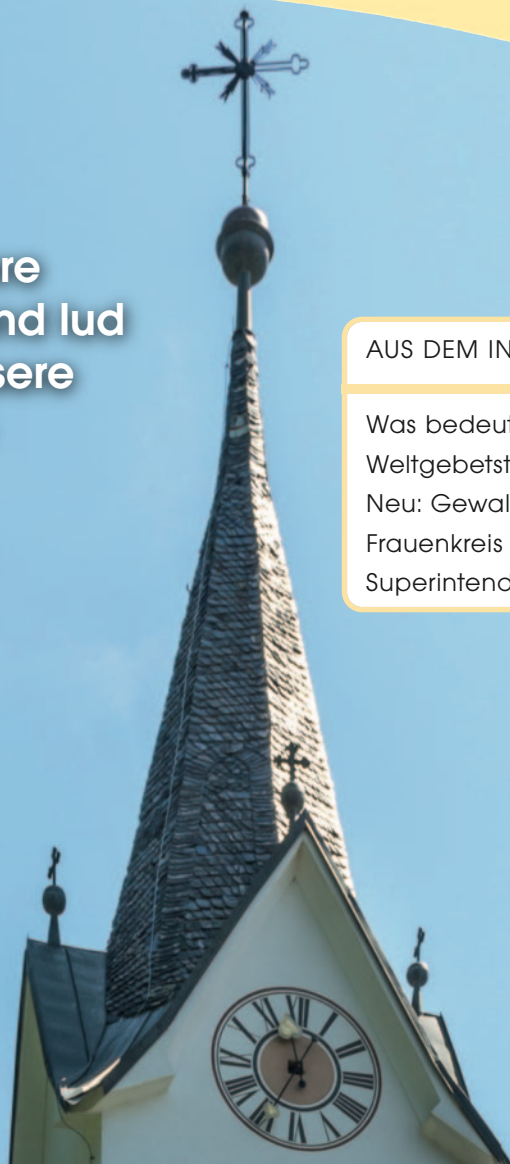 re
nd lud
sere
AUS DEM IN
Was bedeut
Weltgebetst
Neu: Gewal
Frauenkreis
Superintend